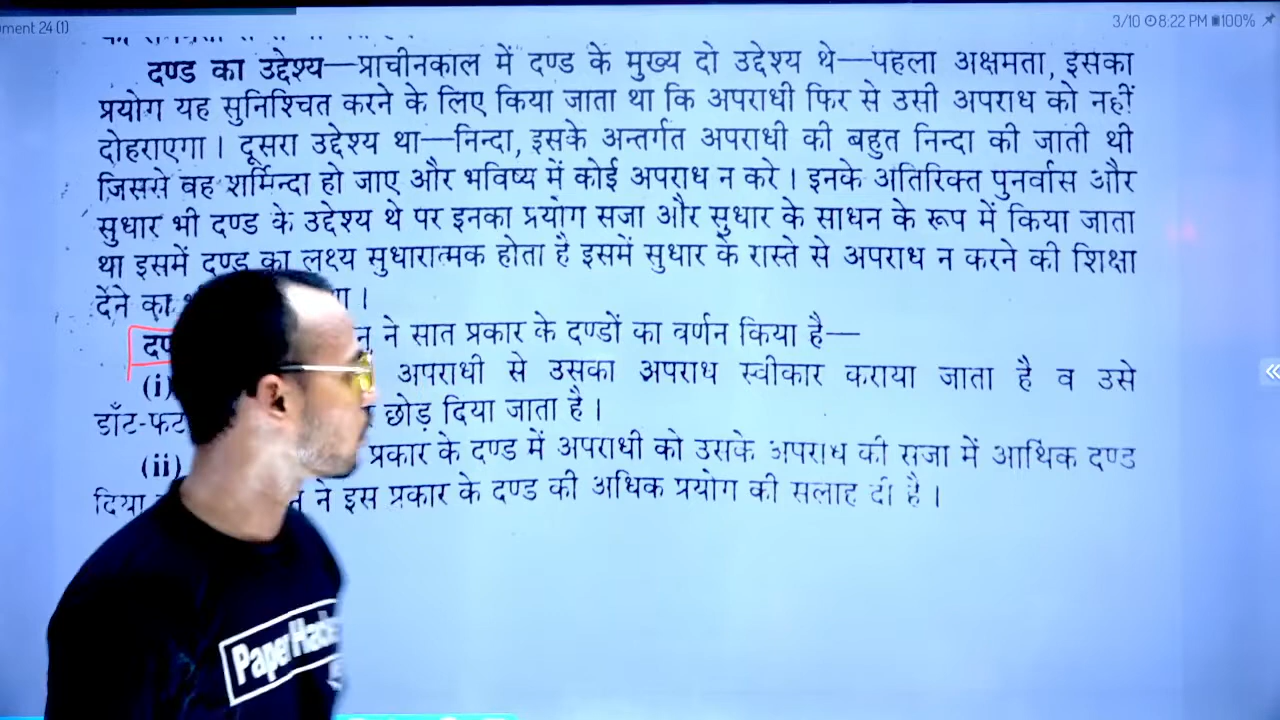 ment 24 (1)
3/10 8:22 PM 100%
दण्ड का उद्देश्य—प्राचीनकाल में दण्ड के मुख्य दो उद्देश्य थे—पहला अक्षमता, इसका
प्रयोग यह सुनिश्चित करने के लिए किया जाता था कि अपराधी फिर से उसी अपराध को नहीं
दोहराएगा। दूसरा उद्देश्य था—निन्दा, इसके अन्तर्गत अपराधी की बहुत निन्दा की जाती थी
जिससे वह शर्मिन्दा हो जाए और भविष्य में कोई अपराध न करे। इनके अतिरिक्त पुनर्वास और
सुधार भी दण्ड के उद्देश्य थे पर इनका प्रयोग सजा और सुधार के साधन के रूप में किया जाता
था इसमें दण्ड का लक्ष्य सुधारात्मक होता है इसमें सुधार के रास्ते से अपराध न करने की शिक्षा
देने का
ने सात प्रकार के दण्डों का वर्णन किया है—
(i) अपराधी से उसका अपराध स्वीकार कराया जाता है व उसे
डाँट-फट छोड़ दिया जाता है।
(ii) प्रकार के दण्ड में अपराधी को उसके अपराध की सजा में आर्थिक दण्ड
दिया ने इस प्रकार के दण्ड की अधिक प्रयोग की सलाह दी है।
Paper Hack